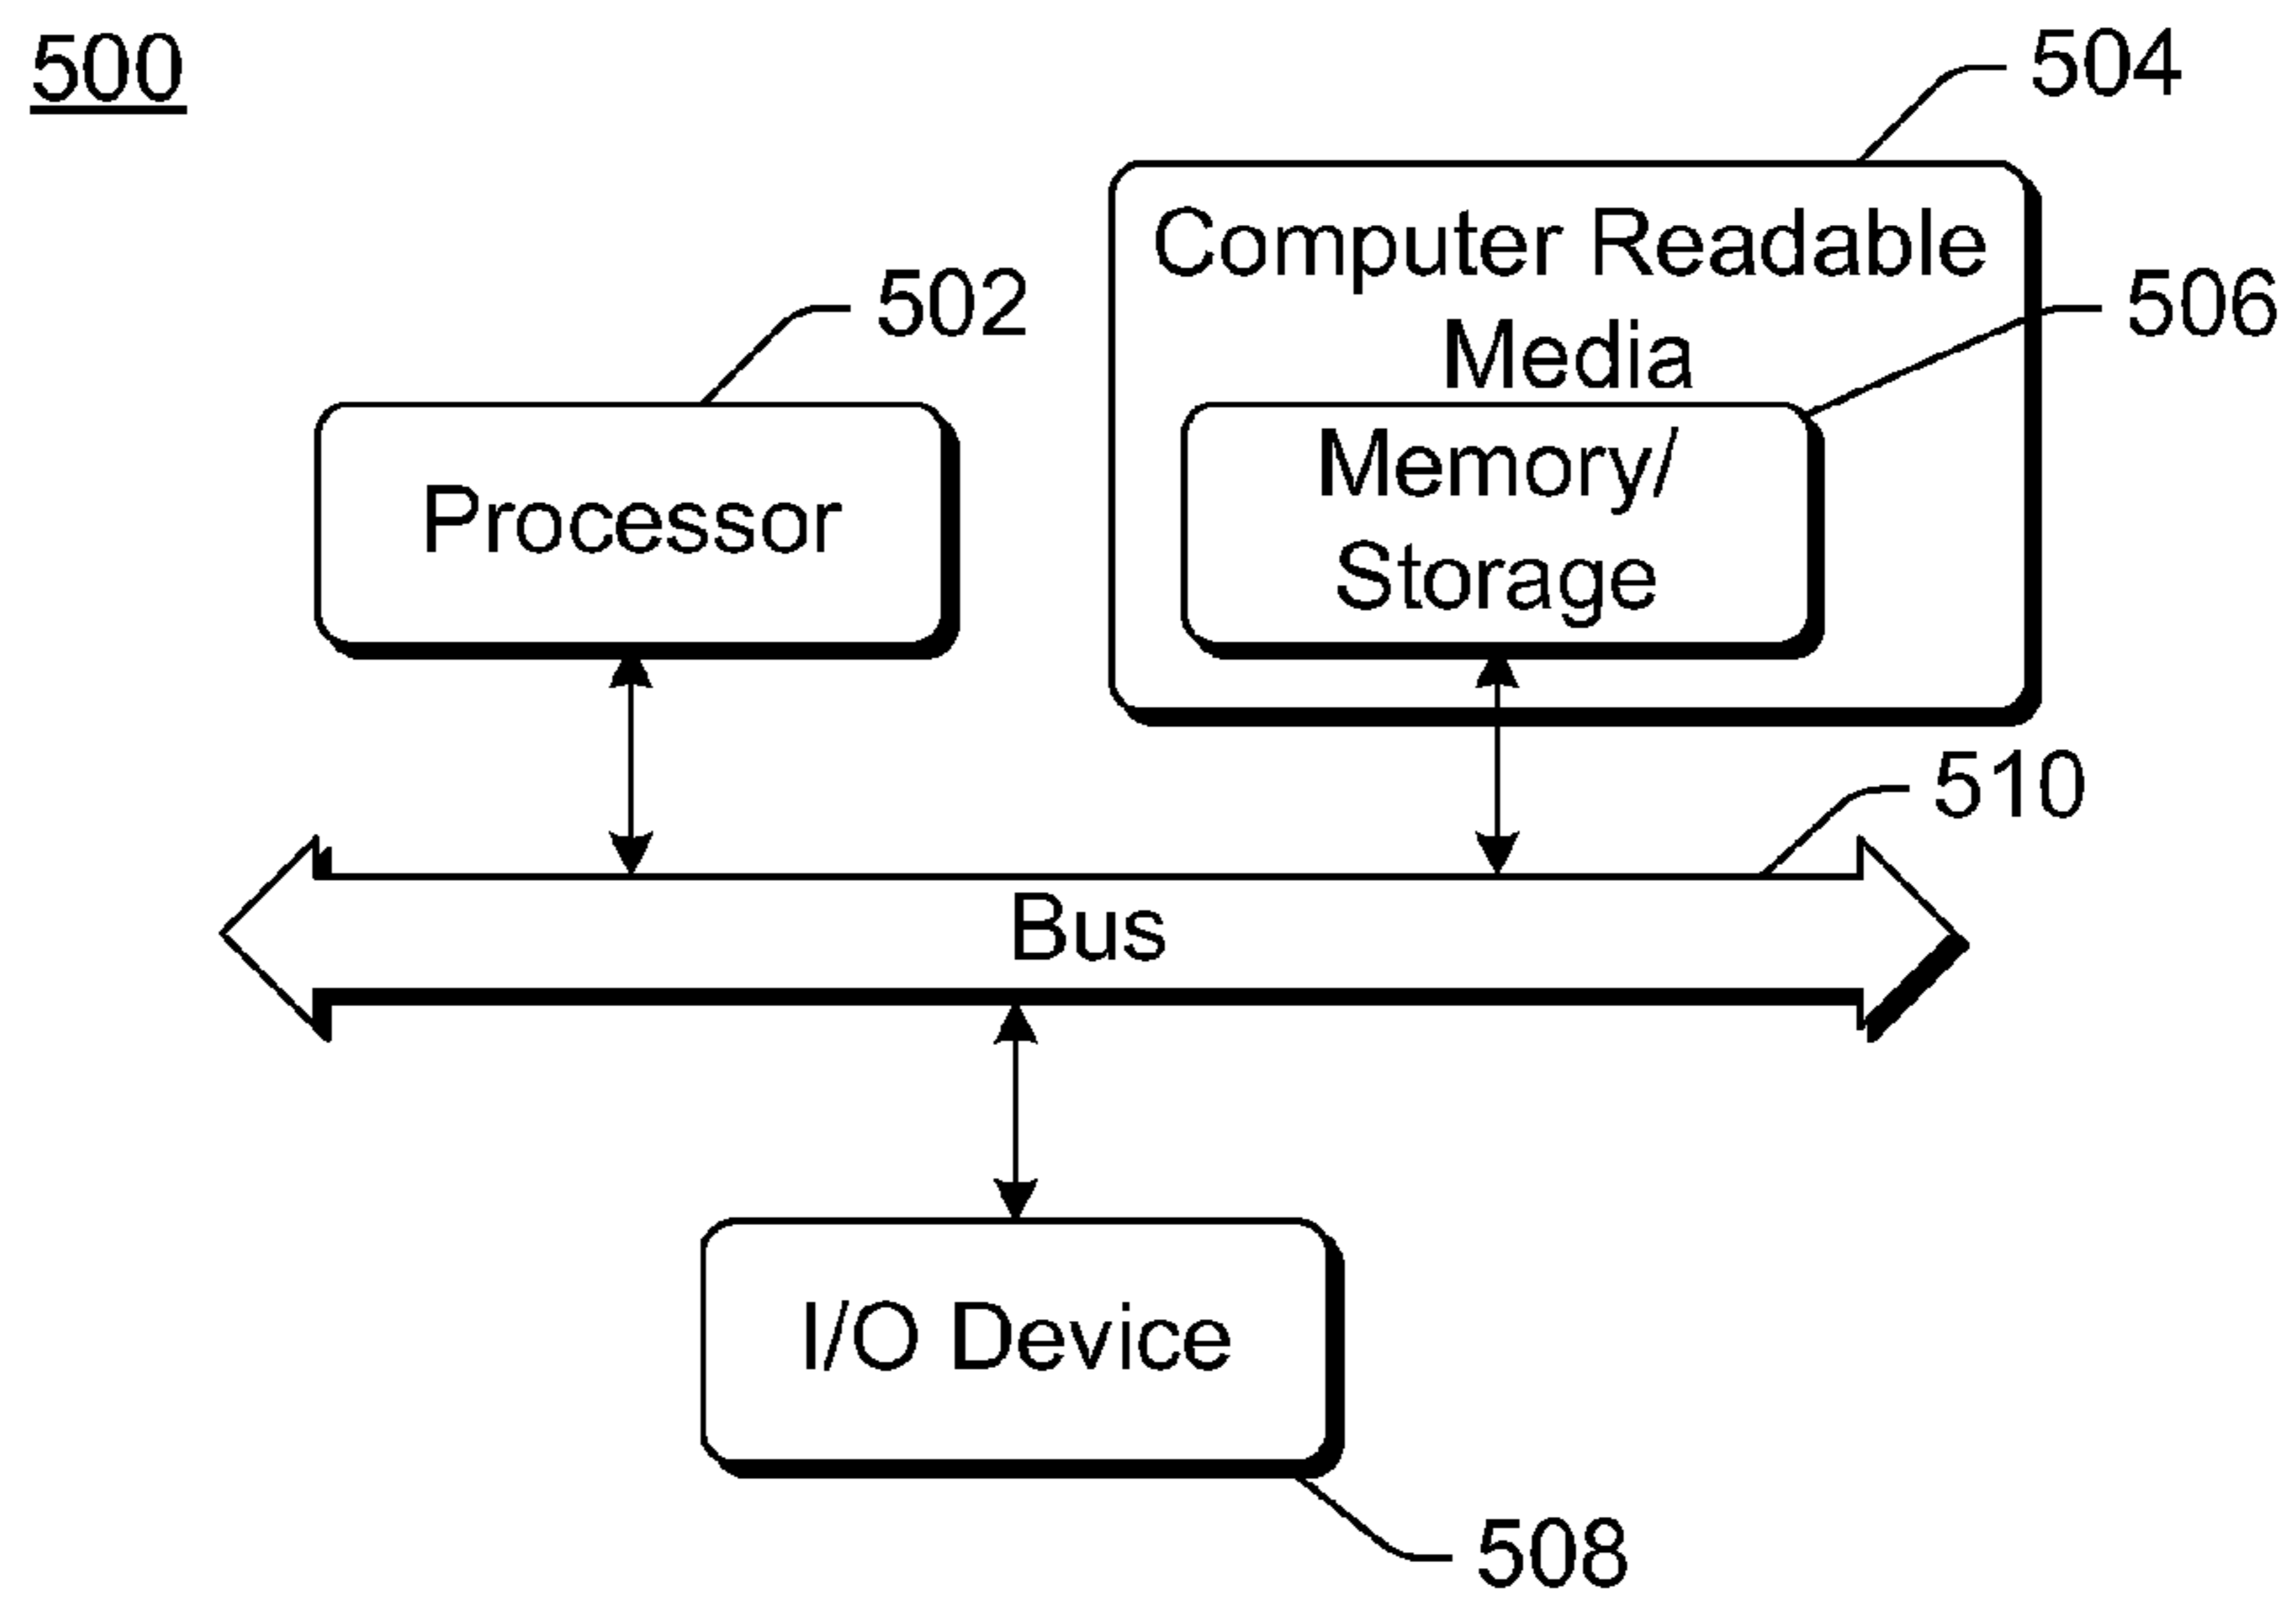 500
504
Computer Readable
Media
506
502
Memory/
Storage
Processor
510
Bus
I/O Device
508